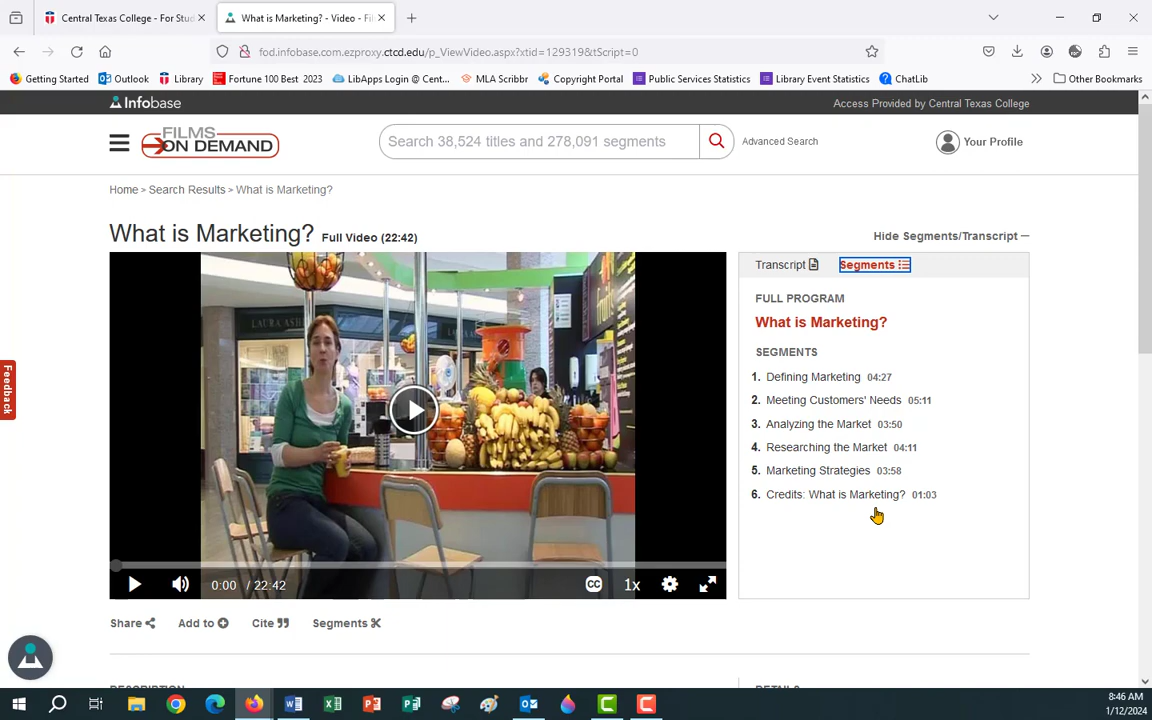 Central Texas College - For Stud
What is Marketing? - Video - Fil
fod.infobase.com.ezproxy.ctcd.edu/p_ViewVideo.aspx?xtid=129319&tScript=0
Getting Started
Outlook
Library
Fortune 100 Best 2023
LibApps Login @ Cent...
MLA Scribbr
Copyright Portal
Public Services Statistics
Library Event Statistics
ChatLib
Other Bookmarks
Infobase
Access Provided by Central Texas College
FILMS
ON DEMAND
Search 38,524 titles and 278,091 segments
Advanced Search
Your Profile
Home > Search Results > What is Marketing?
What is Marketing? Full Video (22:42)
Hide Segments/Transcript —
LAURA ASH
fruit
Transcript
Segments
FULL PROGRAM
What is Marketing?
SEGMENTS
1. Defining Marketing 04:27
2. Meeting Customers' Needs 05:11
3. Analyzing the Market 03:50
4. Researching the Market 04:11
5. Marketing Strategies 03:58
6. Credits: What is Marketing? 01:03
Feedback
0:00 / 22:42
CC
1x
Share
Add to
Cite
Segments
8:46 AM
1/12/2024